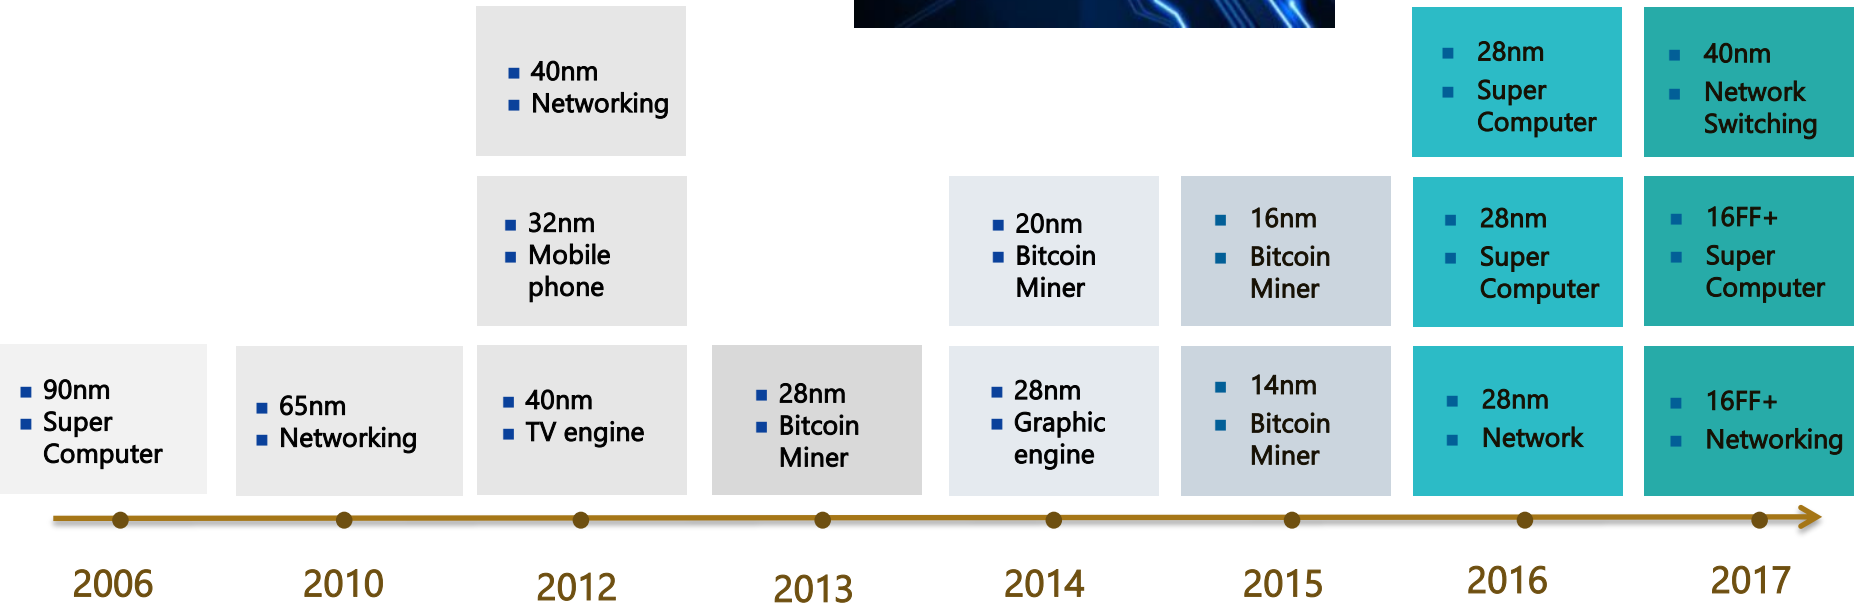 40nm
Networking
28nm
Super
Computer
40nm
Network
Switching
32nm
Mobile
phone
20nm
Bitcoin
Miner
16nm
Bitcoin
Miner
28nm
Super
Computer
16FF+
Super
Computer
90nm
Super
Computer
65nm
Networking
40nm
TV engine
28nm
Bitcoin
Miner
28nm
Graphic
engine
14nm
Bitcoin
Miner
28nm
Network
16FF+
Networking
2006
2010
2012
2013
2014
2015
2016
2017